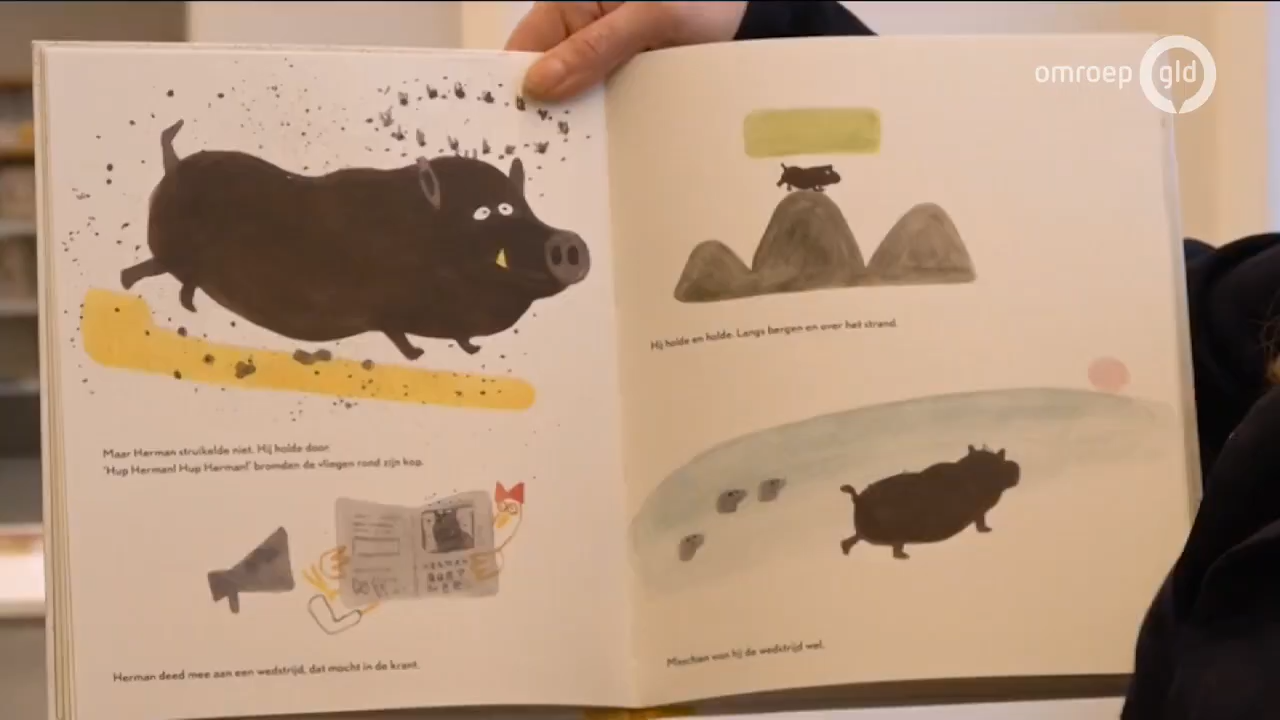 omroep gld
Maar Herman struikelde niet. Hij holde door.
'Hup Herman! Hup Herman!' bromden de vliegen rond zijn kop.
Herman deed mee aan een wedstrijd, dat mocht in de krant.
Hij holde en holde. Langs bergen en over het strand.
Misschien won hij de wedstrijd wel.